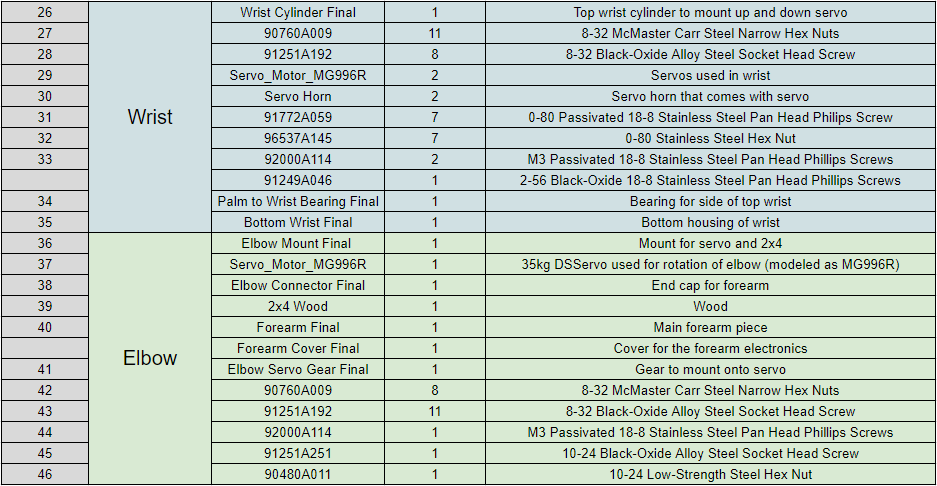 26 Wrist Cylinder Final 1 Top wrist cylinder to mount up and down servo
27 90760A009 11 8-32 McMaster Carr Steel Narrow Hex Nuts
28 91251A192 8 8-32 Black-Oxide Alloy Steel Socket Head Screw
29 Servo_Motor_MG996R 2 Servos used in wrist
30 Servo Horn 2 Servo horn that comes with servo
31 Wrist 91772A059 7 0-80 Passivated 18-8 Stainless Steel Pan Head Philips Screw
32 96537A145 7 0-80 Stainless Steel Hex Nut
33 92000A114 2 M3 Passivated 18-8 Stainless Steel Pan Head Phillips Screws
91249A046 1 2-56 Black-Oxide 18-8 Stainless Steel Pan Head Phillips Screws
34 Palm to Wrist Bearing Final 1 Bearing for side of top wrist
35 Bottom Wrist Final 1 Bottom housing of wrist
36 Elbow Mount Final 1 Mount for servo and 2x4
37 Servo_Motor_MG996R 1 35kg DSServo used for rotation of elbow (modeled as MG996R)
38 Elbow Connector Final 1 End cap for forearm
39 2x4 Wood 1 Wood
40 Forearm Final 1 Main forearm piece
Elbow Forearm Cover Final 1 Cover for the forearm electronics
41 Elbow Servo Gear Final 1 Gear to mount onto servo
42 90760A009 8 8-32 McMaster Carr Steel Narrow Hex Nuts
43 91251A192 11 8-32 Black-Oxide Alloy Steel Socket Head Screw
44 92000A114 1 M3 Passivated 18-8 Stainless Steel Pan Head Phillips Screws
45 91251A251 1 10-24 Black-Oxide Alloy Steel Socket Head Screw
46 90480A011 1 10-24 Low-Strength Steel Hex Nut